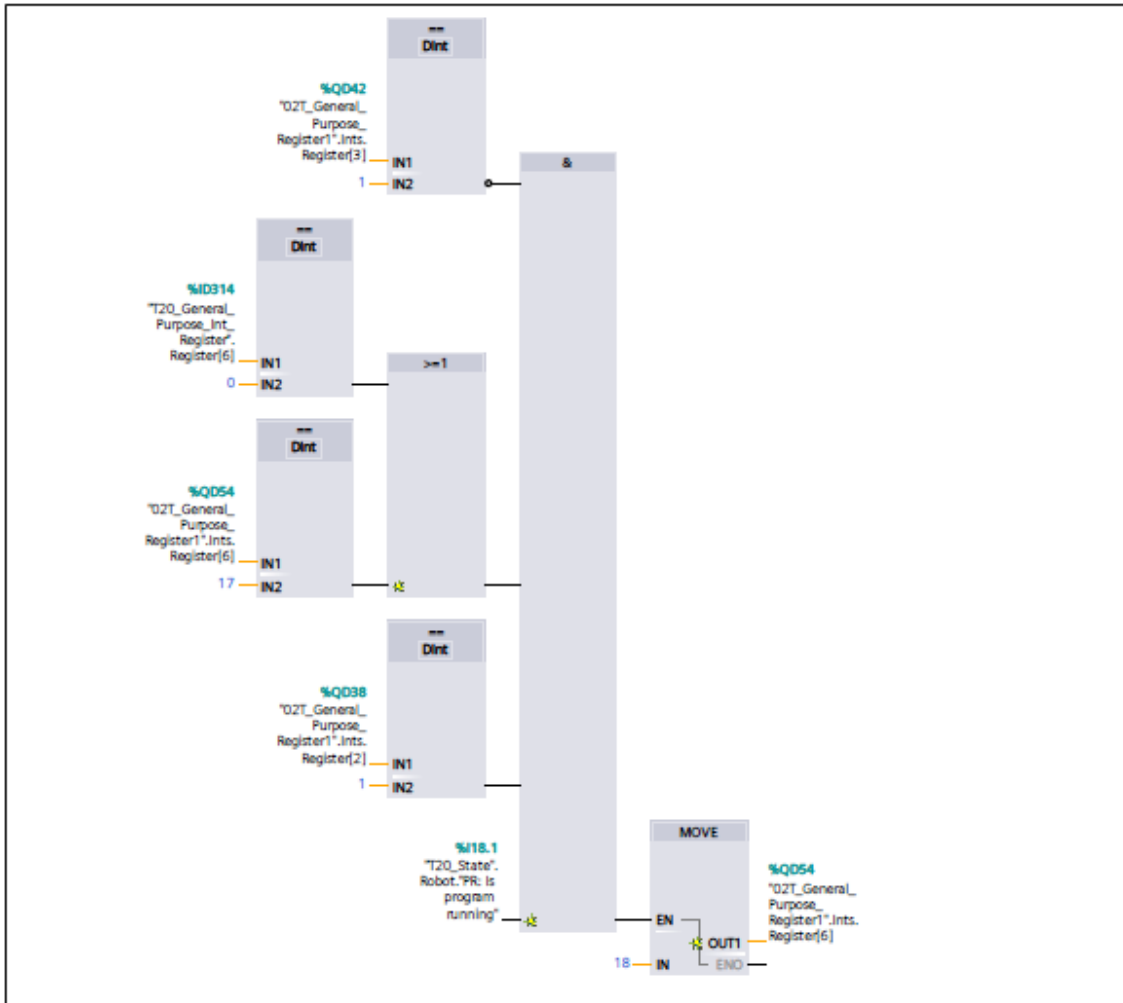 ==
DInt
%QD42
"O2T_General_
Purpose_
Register1".Ints.
Register[3]
IN1
1
IN2
&
==
DInt
%ID314
"T2O_General_
Purpose_Int_
Register".
Register[6]
IN1
0
IN2
>=1
==
DInt
%QD54
"O2T_General_
Purpose_
Register1".Ints.
Register[6]
IN1
17
IN2
==
DInt
%QD38
"O2T_General_
Purpose_
Register1".Ints.
Register[2]
IN1
1
IN2
%I18.1
"T2O_State".
Robot."PR: Is
program
running"
MOVE
EN
18
IN
OUT1
ENO
%QD54
"O2T_General_
Purpose_
Register1".Ints.
Register[6]